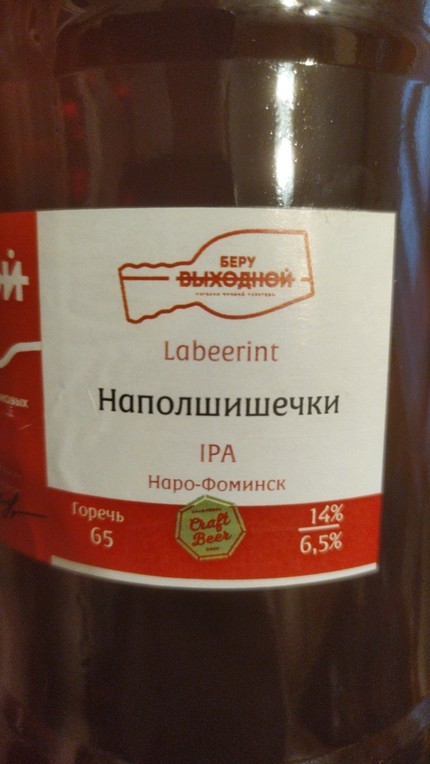 БЕРУ
ВЫХОДНОЙ
Labeerint
Наполшишечки
IPA
Наро-Фоминск
Горечь
65
Craft
Beer
14%
6,5%